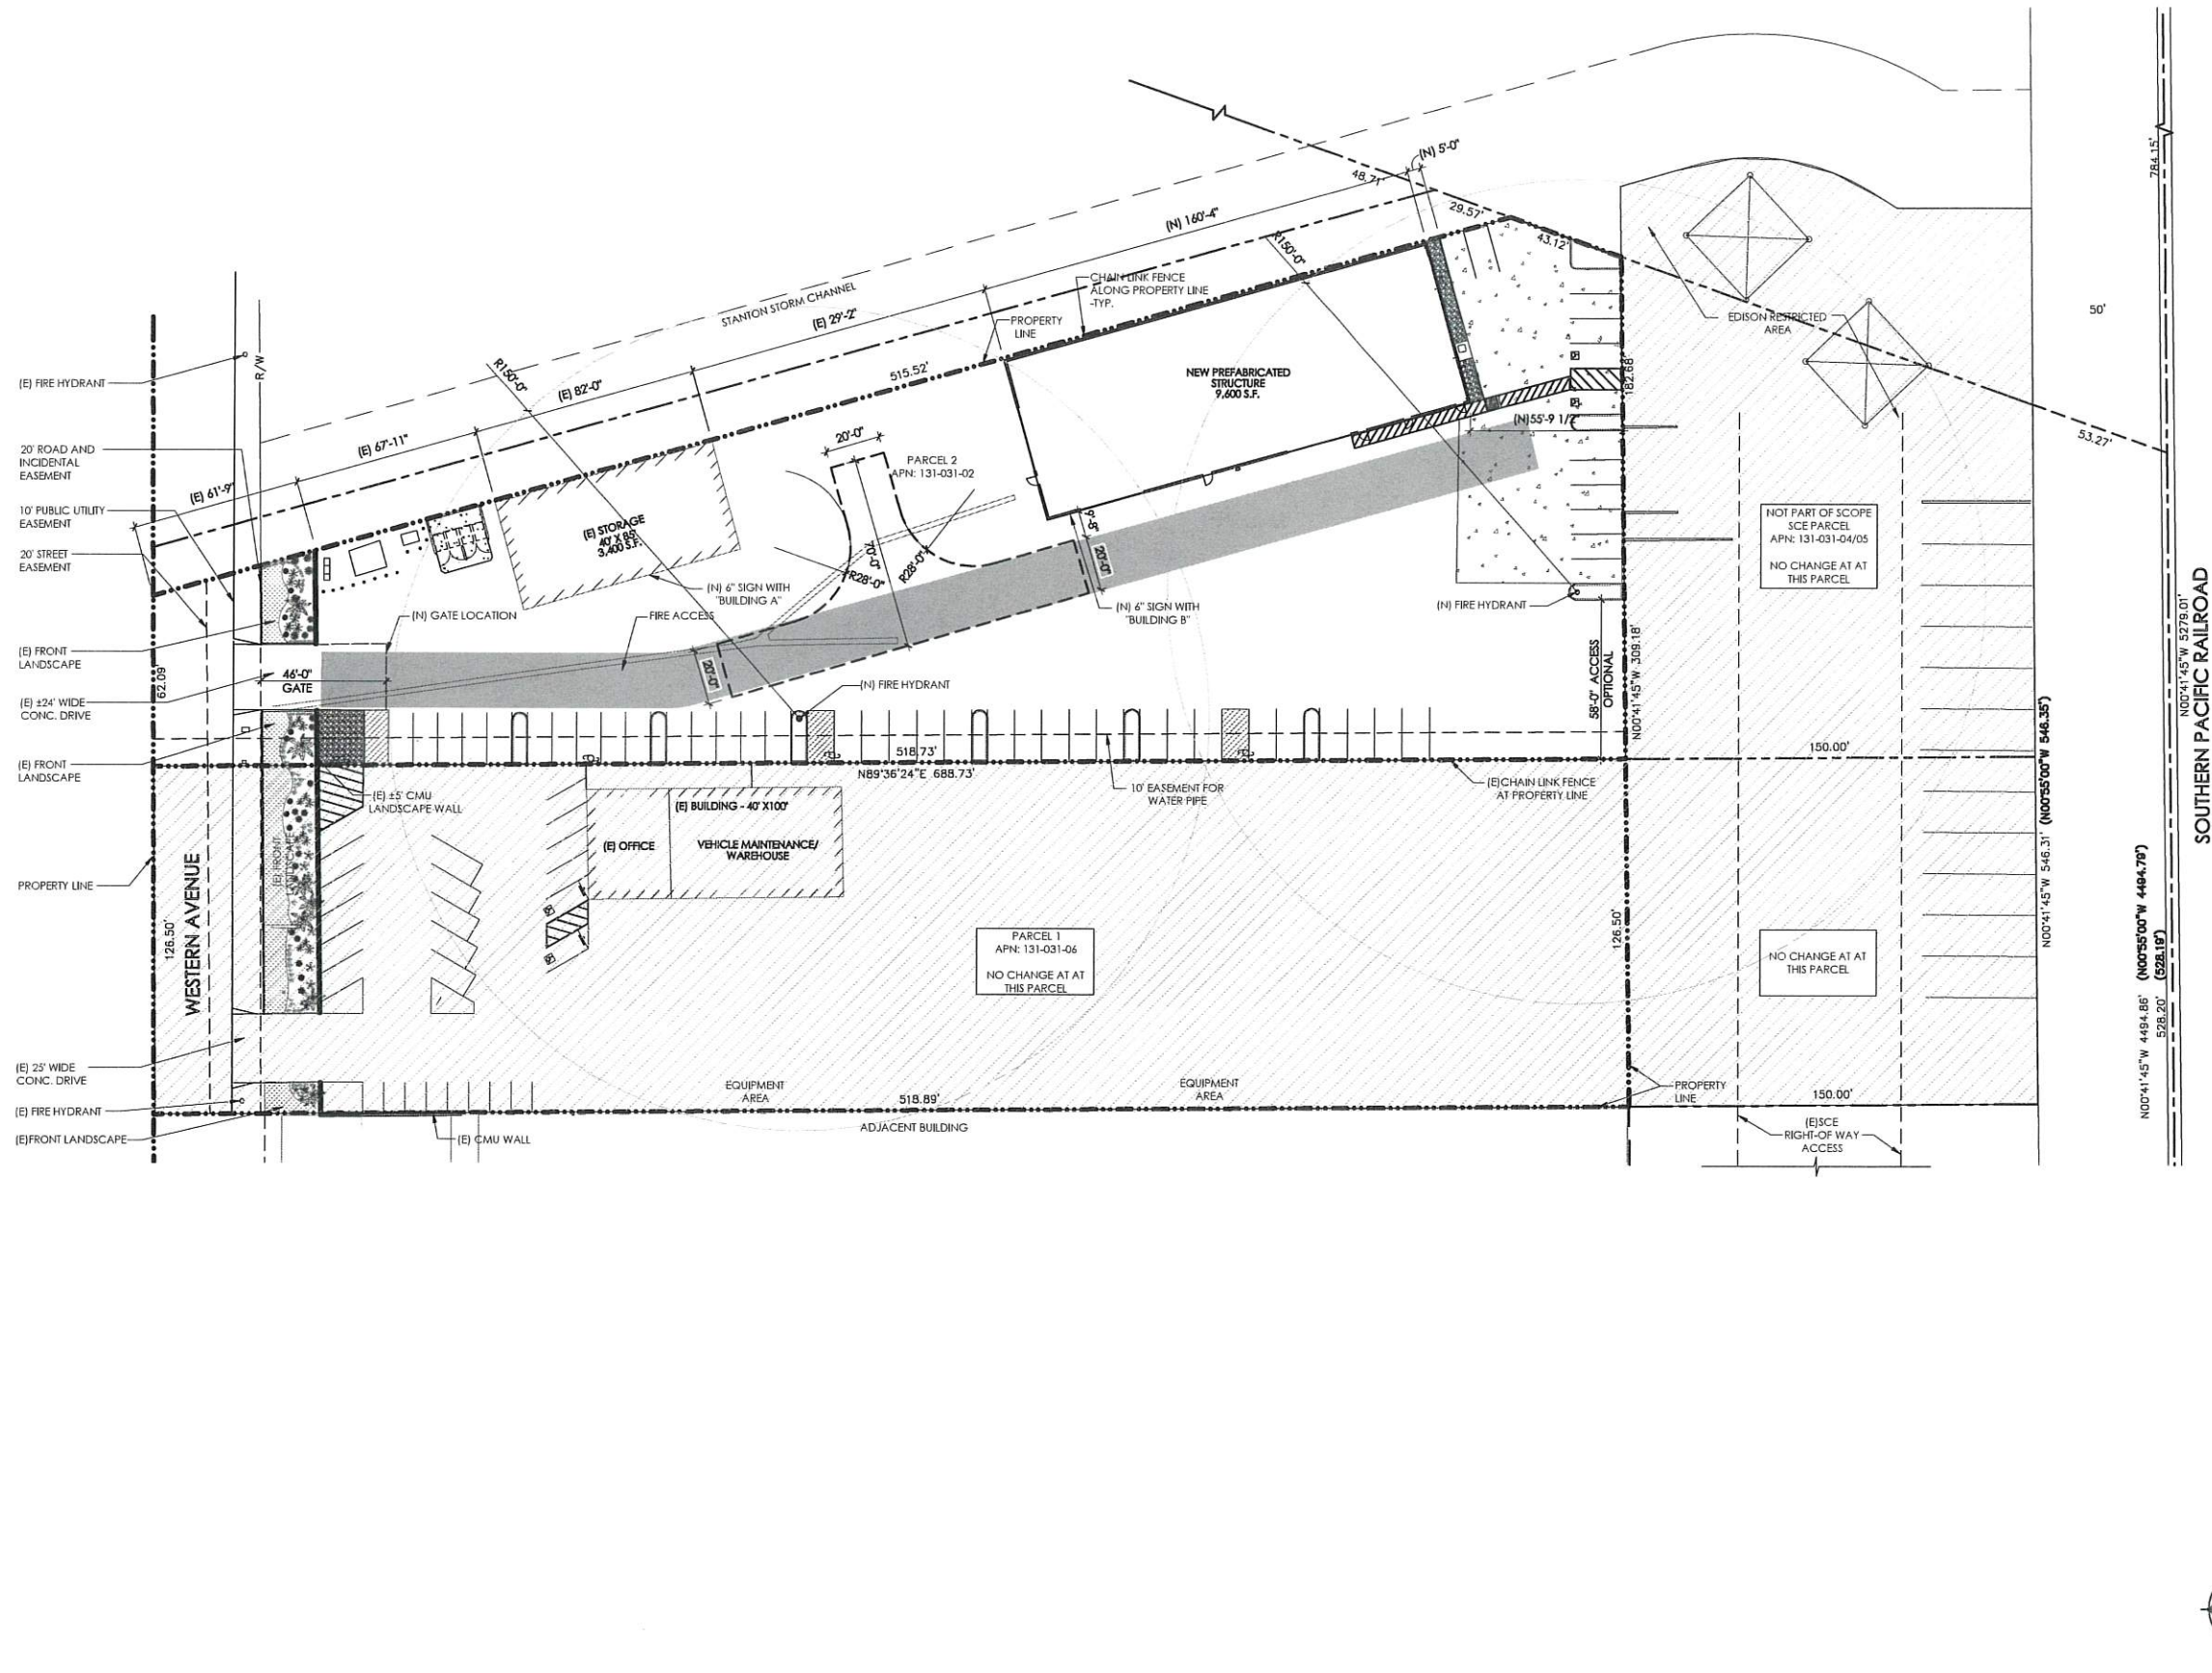 784.15'
(N) 5'-0"
48.71'
(N) 160'-4"
29.57'
43.12'
R150'-0"
CHAIN LINK FENCE
ALONG PROPERTY LINE
-TYP.
STANTON STORM CHANNEL
(E) 29'-2"
PROPERTY
LINE
EDISON RESTRICTED
AREA
50'
R/W
(E) FIRE HYDRANT
R150'-0"
(E) 82'-0"
515.52'
NEW PREFABRICATED
STRUCTURE
9,600 S.F.
182.68'
(N)55'-9 1/2"
53.27'
20' ROAD AND
INCIDENTAL
EASEMENT
(E) 67'-11"
20'-0"
PARCEL 2
APN: 131-031-02
(E) 61'-9"
10' PUBLIC UTILITY
EASEMENT
20' STREET
EASEMENT
(E) STORAGE
40' X 85'
3,400 S.F.
70'-0"
R28'-0"
R28'-0"
9'-8"
20'-0"
NOT PART OF SCOPE
SCE PARCEL
APN: 131-031-04/05
NO CHANGE AT AT
THIS PARCEL
(N) 6" SIGN WITH
"BUILDING A"
(N) GATE LOCATION
FIRE ACCESS
(N) 6" SIGN WITH
"BUILDING B"
(N) FIRE HYDRANT
(E) FRONT
LANDSCAPE
62.09'
46'-0"
GATE
20'-0"
(N) FIRE HYDRANT
58'-0" ACCESS
OPTIONAL
N00°41'45"W 309.18'
(E) ±24' WIDE
CONC. DRIVE
(E) FRONT
LANDSCAPE
518.73'
N89°36'24"E 688.73'
150.00'
(E) ±5' CMU
LANDSCAPE WALL
10' EASEMENT FOR
WATER PIPE
(E)CHAIN LINK FENCE
AT PROPERTY LINE
(E) BUILDING - 40' X100'
(E) OFFICE
VEHICLE MAINTENANCE/
WAREHOUSE
(E) FRONT
LANDSCAPE
PROPERTY LINE
WESTERN AVENUE
126.50'
126.50'
PARCEL 1
APN: 131-031-06
NO CHANGE AT AT
THIS PARCEL
NO CHANGE AT AT
THIS PARCEL
N00°41'45"W 546.31' (N00°55'00"W 546.35')
N00°41'45"W 5279.01'
SOUTHERN PACIFIC RAILROAD
N00°41'45"W 4494.86' (N00°55'00"W 4494.79')
528.20' (528.19')
(E) 25' WIDE
CONC. DRIVE
(E) FIRE HYDRANT
(E)FRONT LANDSCAPE
EQUIPMENT
AREA
EQUIPMENT
AREA
PROPERTY
LINE
518.89'
150.00'
ADJACENT BUILDING
(E) CMU WALL
(E)SCE
RIGHT-OF WAY
ACCESS